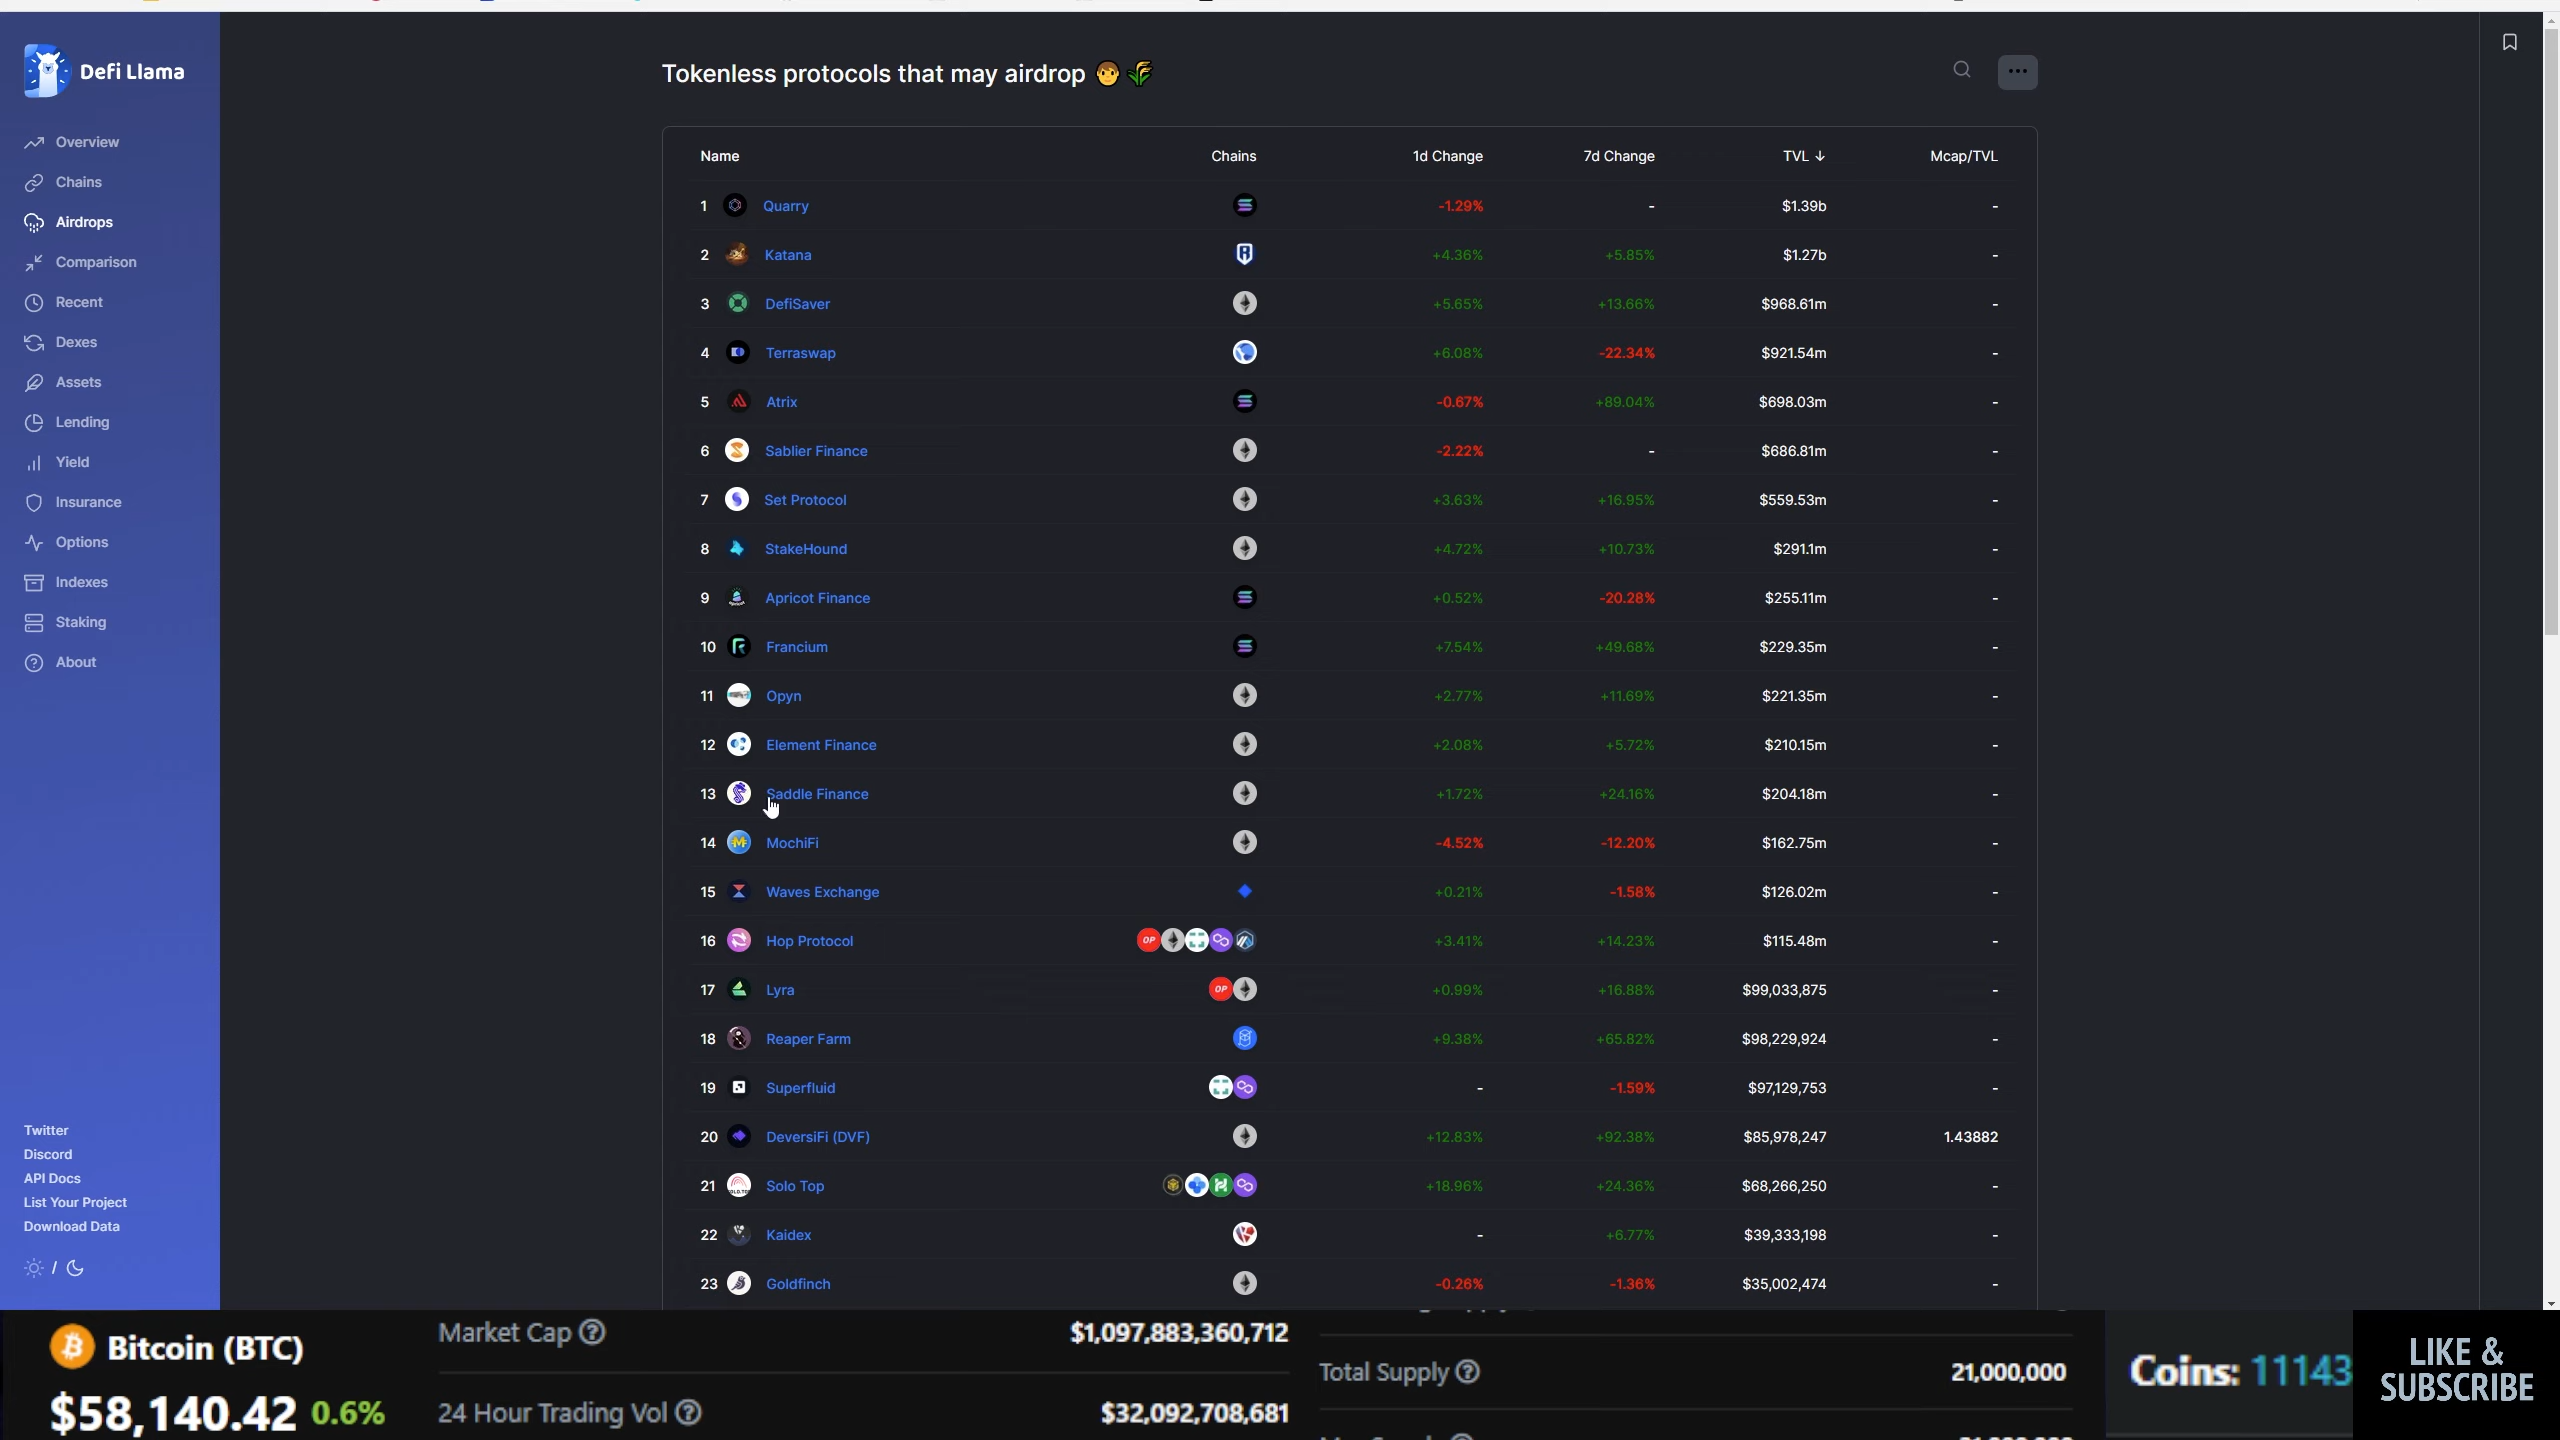 Defi Llama
Overview
Chains
Airdrops
Comparison
Recent
Dexes
Assets
Lending
Yield
Insurance
Options
Indexes
Staking
About
Twitter
Discord
API Docs
List Your Project
Download Data
/
Tokenless protocols that may airdrop 🧑‍🌾
Name Chains 1d Change 7d Change TVL ↓ Mcap/TVL
1 Quarry -1.29% - $1.39b -
2 Katana +4.36% +5.85% $1.27b -
3 DefiSaver +5.65% +13.66% $968.61m -
4 Terraswap +6.08% -22.34% $921.54m -
5 Atrix -0.67% +89.04% $698.03m -
6 Sablier Finance -2.22% - $686.81m -
7 Set Protocol +3.63% +16.95% $559.53m -
8 StakeHound +4.72% +10.73% $291.1m -
9 Apricot Finance +0.52% -20.28% $255.11m -
10 Francium +7.54% +49.68% $229.35m -
11 Opyn +2.77% +11.69% $221.35m -
12 Element Finance +2.08% +5.72% $210.15m -
13 Saddle Finance +1.72% +24.16% $204.18m -
14 MochiFi -4.52% -12.20% $162.75m -
15 Waves Exchange +0.21% -1.58% $126.02m -
16 Hop Protocol OP +3.41% +14.23% $115.48m -
17 Lyra OP +0.99% +16.88% $99,033,875 -
18 Reaper Farm +9.38% +65.82% $98,229,924 -
19 Superfluid - -1.59% $97,129,753 -
20 DeversiFi (DVF) +12.83% +92.38% $85,978,247 1.43882
21 Solo Top +18.96% +24.36% $68,266,250 -
22 Kaidex - +6.77% $39,333,198 -
23 Goldfinch -0.26% -1.36% $35,002,474 -
Bitcoin (BTC)
$58,140.42 0.6%
Market Cap ? $1,097,883,360,712
24 Hour Trading Vol ? $32,092,708,681
Total Supply ? 21,000,000
Coins: 11143
LIKE &
SUBSCRIBE